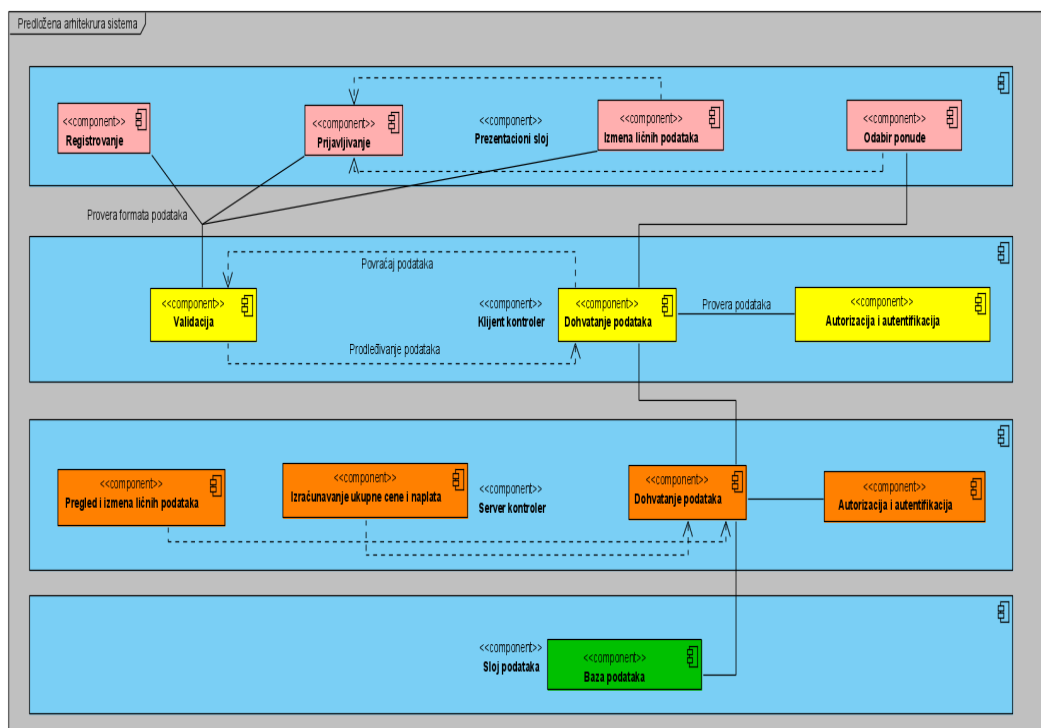 Predložena arhitekrura sistema
<<component>>
Registrovanje
<<component>>
Prijavljivanje
<<component>>
Prezentacioni sloj
<<component>>
Izmena ličnih podataka
<<component>>
Odabir ponude
Provera formata podataka
Povraćaj podataka
<<component>>
Validacija
<<component>>
Klijent kontroler
<<component>>
Dohvatanje podataka
Provera podataka
<<component>>
Autorizacija i autentifikacija
Prodleđivanje podataka
<<component>>
Pregled i izmena ličnih podataka
<<component>>
Izračunavanje ukupne cene i naplata
<<component>>
Server kontroler
<<component>>
Dohvatanje podataka
<<component>>
Autorizacija i autentifikacija
<<component>>
Sloj podataka
<<component>>
Baza podataka